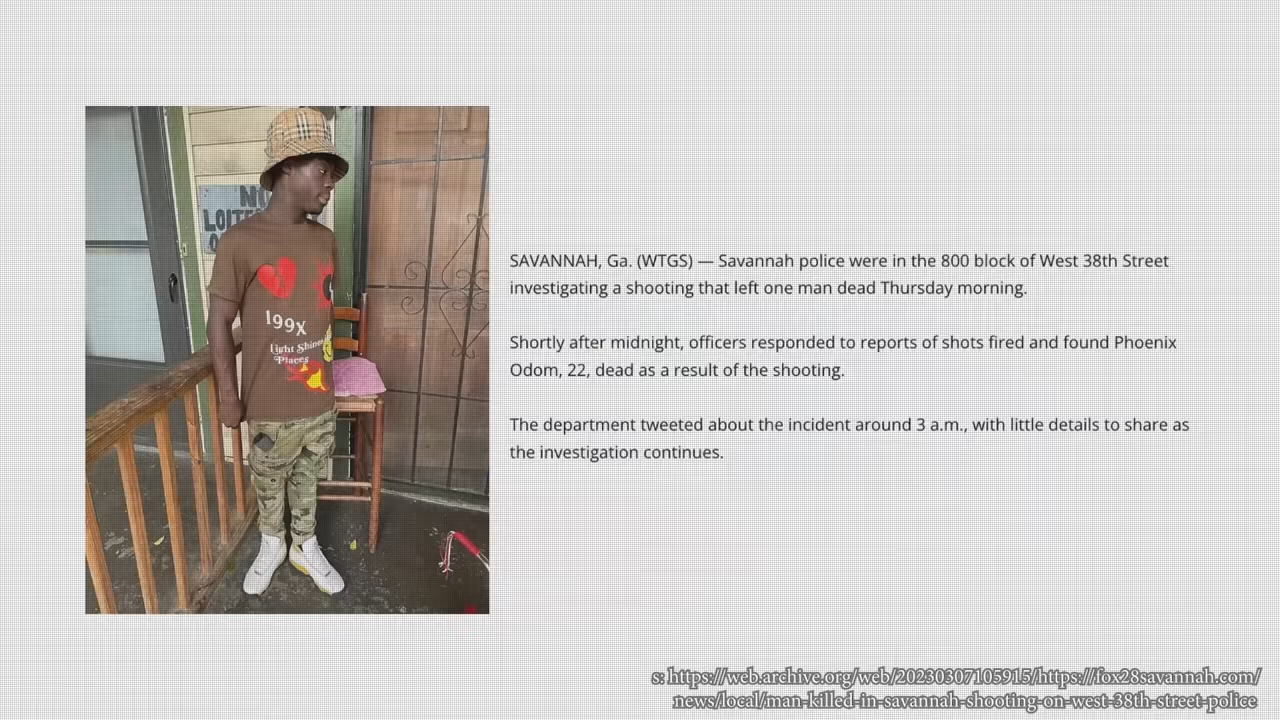 NO
199X
Light Shines
Places
SAVANNAH, Ga. (WTGS) — Savannah police were in the 800 block of West 38th Street
investigating a shooting that left one man dead Thursday morning.
Shortly after midnight, officers responded to reports of shots fired and found Phoenix
Odom, 22, dead as a result of the shooting.
The department tweeted about the incident around 3 a.m., with little details to share as
the investigation continues.
s: https://web.archive.org/web/20230307105915/https://fox28savannah.com/
news/local/man-killed-in-savannah-shooting-on-west-38th-street-police